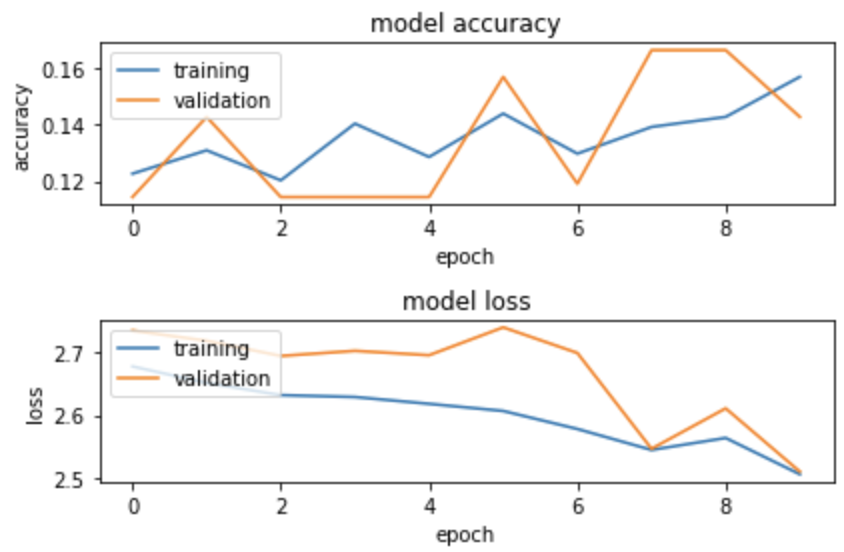 model accuracy
training
validation
accuracy
0.16
0.14
0.12
0 2 4 6 8
epoch
model loss
training
validation
loss
2.7
2.6
2.5
0 2 4 6 8
epoch